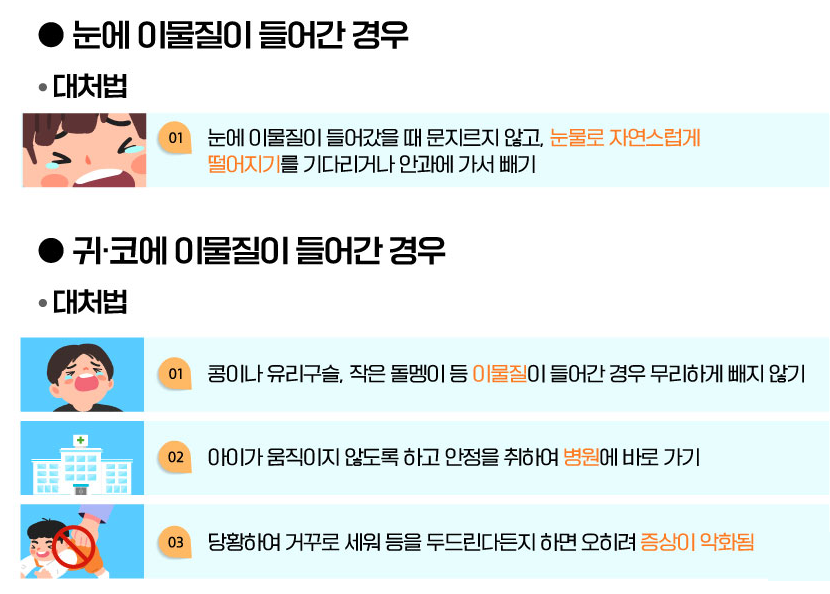 ● 눈에 이물질이 들어간 경우
• 대처법
01 눈에 이물질이 들어갔을 때 문지르지 않고, 눈물로 자연스럽게
떨어지기를 기다리거나 안과에 가서 빼기
● 귀·코에 이물질이 들어간 경우
• 대처법
01 콩이나 유리구슬, 작은 돌멩이 등 이물질이 들어간 경우 무리하게 빼지 않기
02 아이가 움직이지 않도록 하고 안정을 취하여 병원에 바로 가기
03 당황하여 거꾸로 세워 등을 두드린다든지 하면 오히려 증상이 악화됨